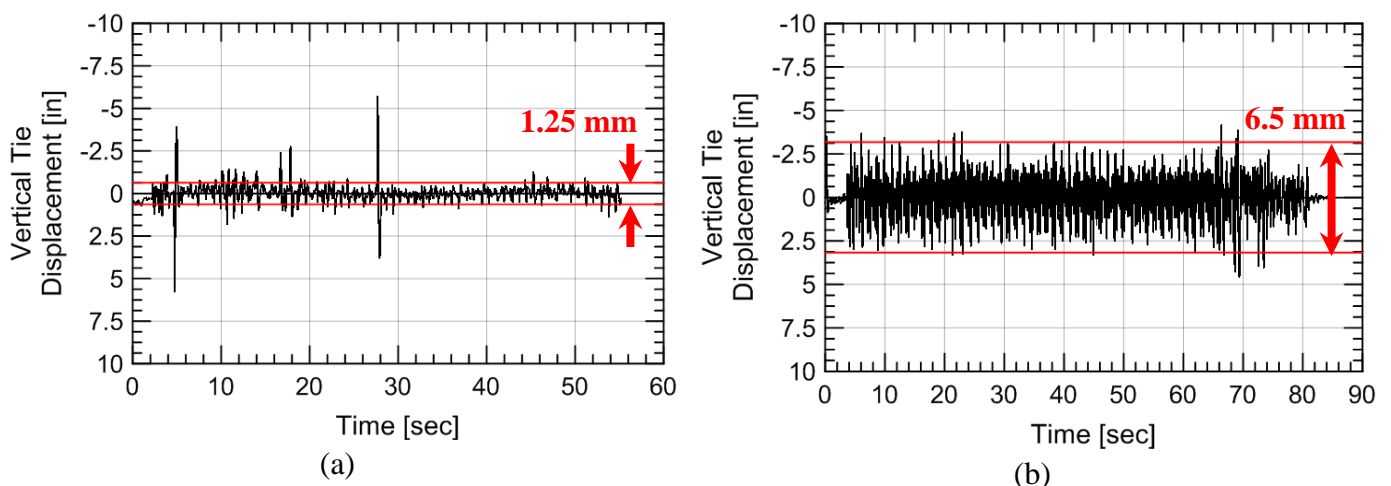 -10
-7.5
-5
-2.5
0
2.5
5
7.5
10
Vertical Tie
Displacement [in]
1.25 mm
0 10 20 30 40 50 60
Time [sec]
(a)
-10
-7.5
-5
-2.5
0
2.5
5
7.5
10
Vertical Tie
Displacement [in]
6.5 mm
0 10 20 30 40 50 60 70 80 90
Time [sec]
(b)